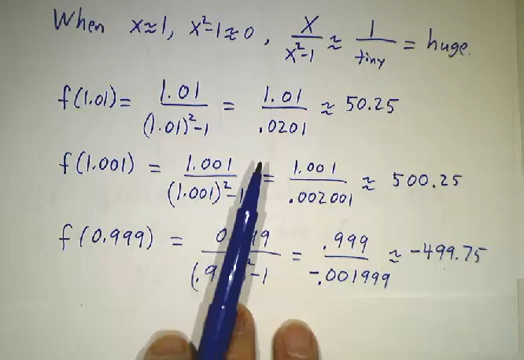 When x≈1, x²-1≈0, x/(x²-1) ≈ 1/tiny = huge.
f(1.01) = 1.01/((1.01)²-1) = 1.01/.0201 ≈ 50.25
f(1.001) = 1.001/((1.001)²-1 = 1.001/.002001 ≈ 500.25
f(0.999) = = .999/-.001999 ≈ -499.75